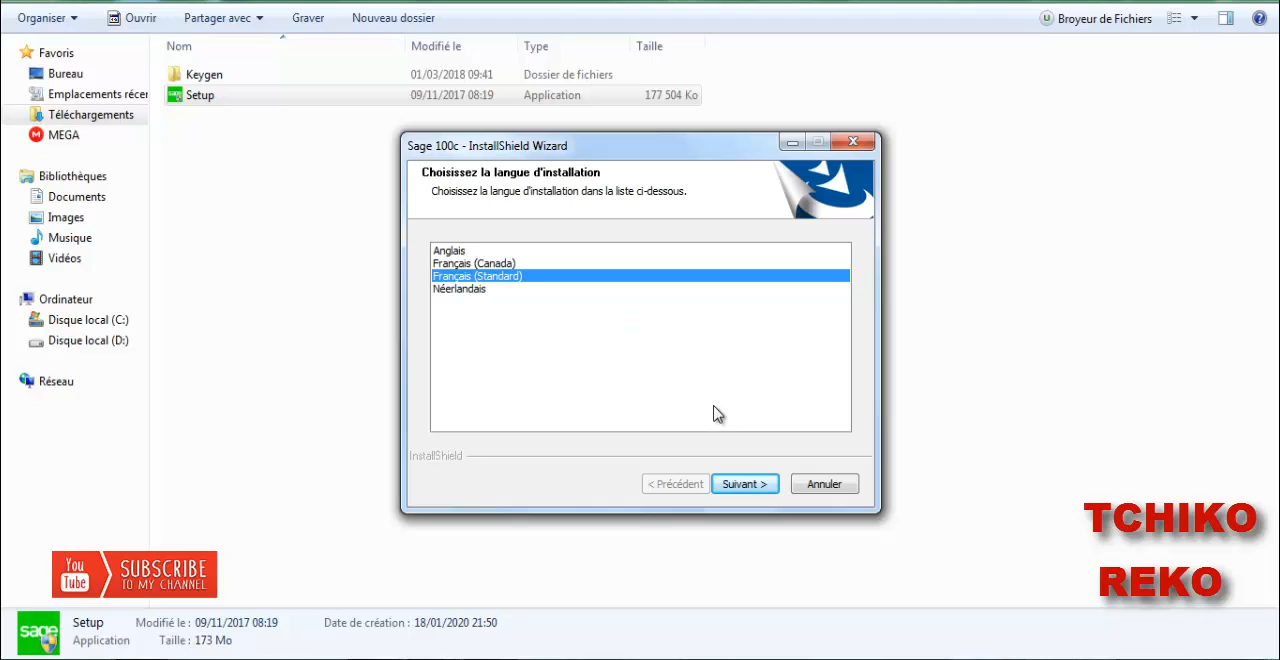 Organiser Ouvrir Partager avec Graver Nouveau dossier Broyeur de Fichiers
Favoris
Bureau
Emplacements récer
Téléchargements
MEGA
Bibliothèques
Documents
Images
Musique
Vidéos
Ordinateur
Disque local (C:)
Disque local (D:)
Réseau
Nom Modifié le Type Taille
Keygen 01/03/2018 09:41 Dossier de fichiers
Setup 09/11/2017 08:19 Application 177 504 Ko
Sage 100c - InstallShield Wizard
Choisissez la langue d'installation
Choisissez la langue d'installation dans la liste ci-dessous.
Anglais
Français (Canada)
Français (Standard)
Néerlandais
InstallShield
< Précédent Suivant > Annuler
TCHIKO
REKO
You Tube
SUBSCRIBE
TO MY CHANNEL
sage
Setup Modifié le : 09/11/2017 08:19 Date de création : 18/01/2020 21:50
Application Taille : 173 Mo